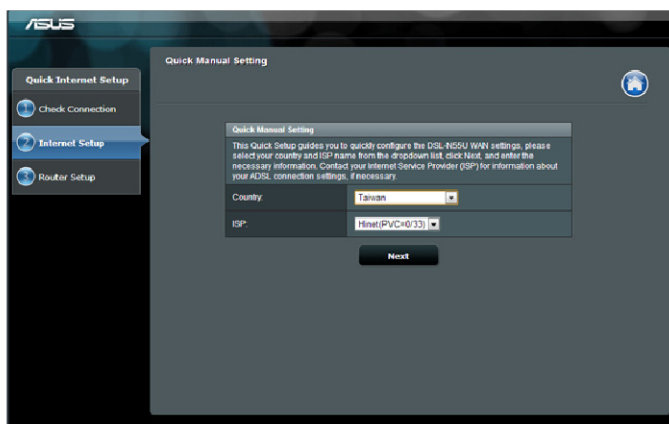 ASUS
Quick Internet Setup
1 Check Connection
2 Internet Setup
3 Router Setup
Quick Manual Setting
Quick Manual Setting
This Quick Setup guides you to quickly configure the DSL-N55U WAN settings, please
select your country and ISP name from the dropdown list, click Next, and enter the
necessary information. Contact your Internet Service Provider (ISP) for information about
your ADSL connection settings, if necessary.
Country: Taiwan
ISP: Hinet(PVC=0/33)
Next